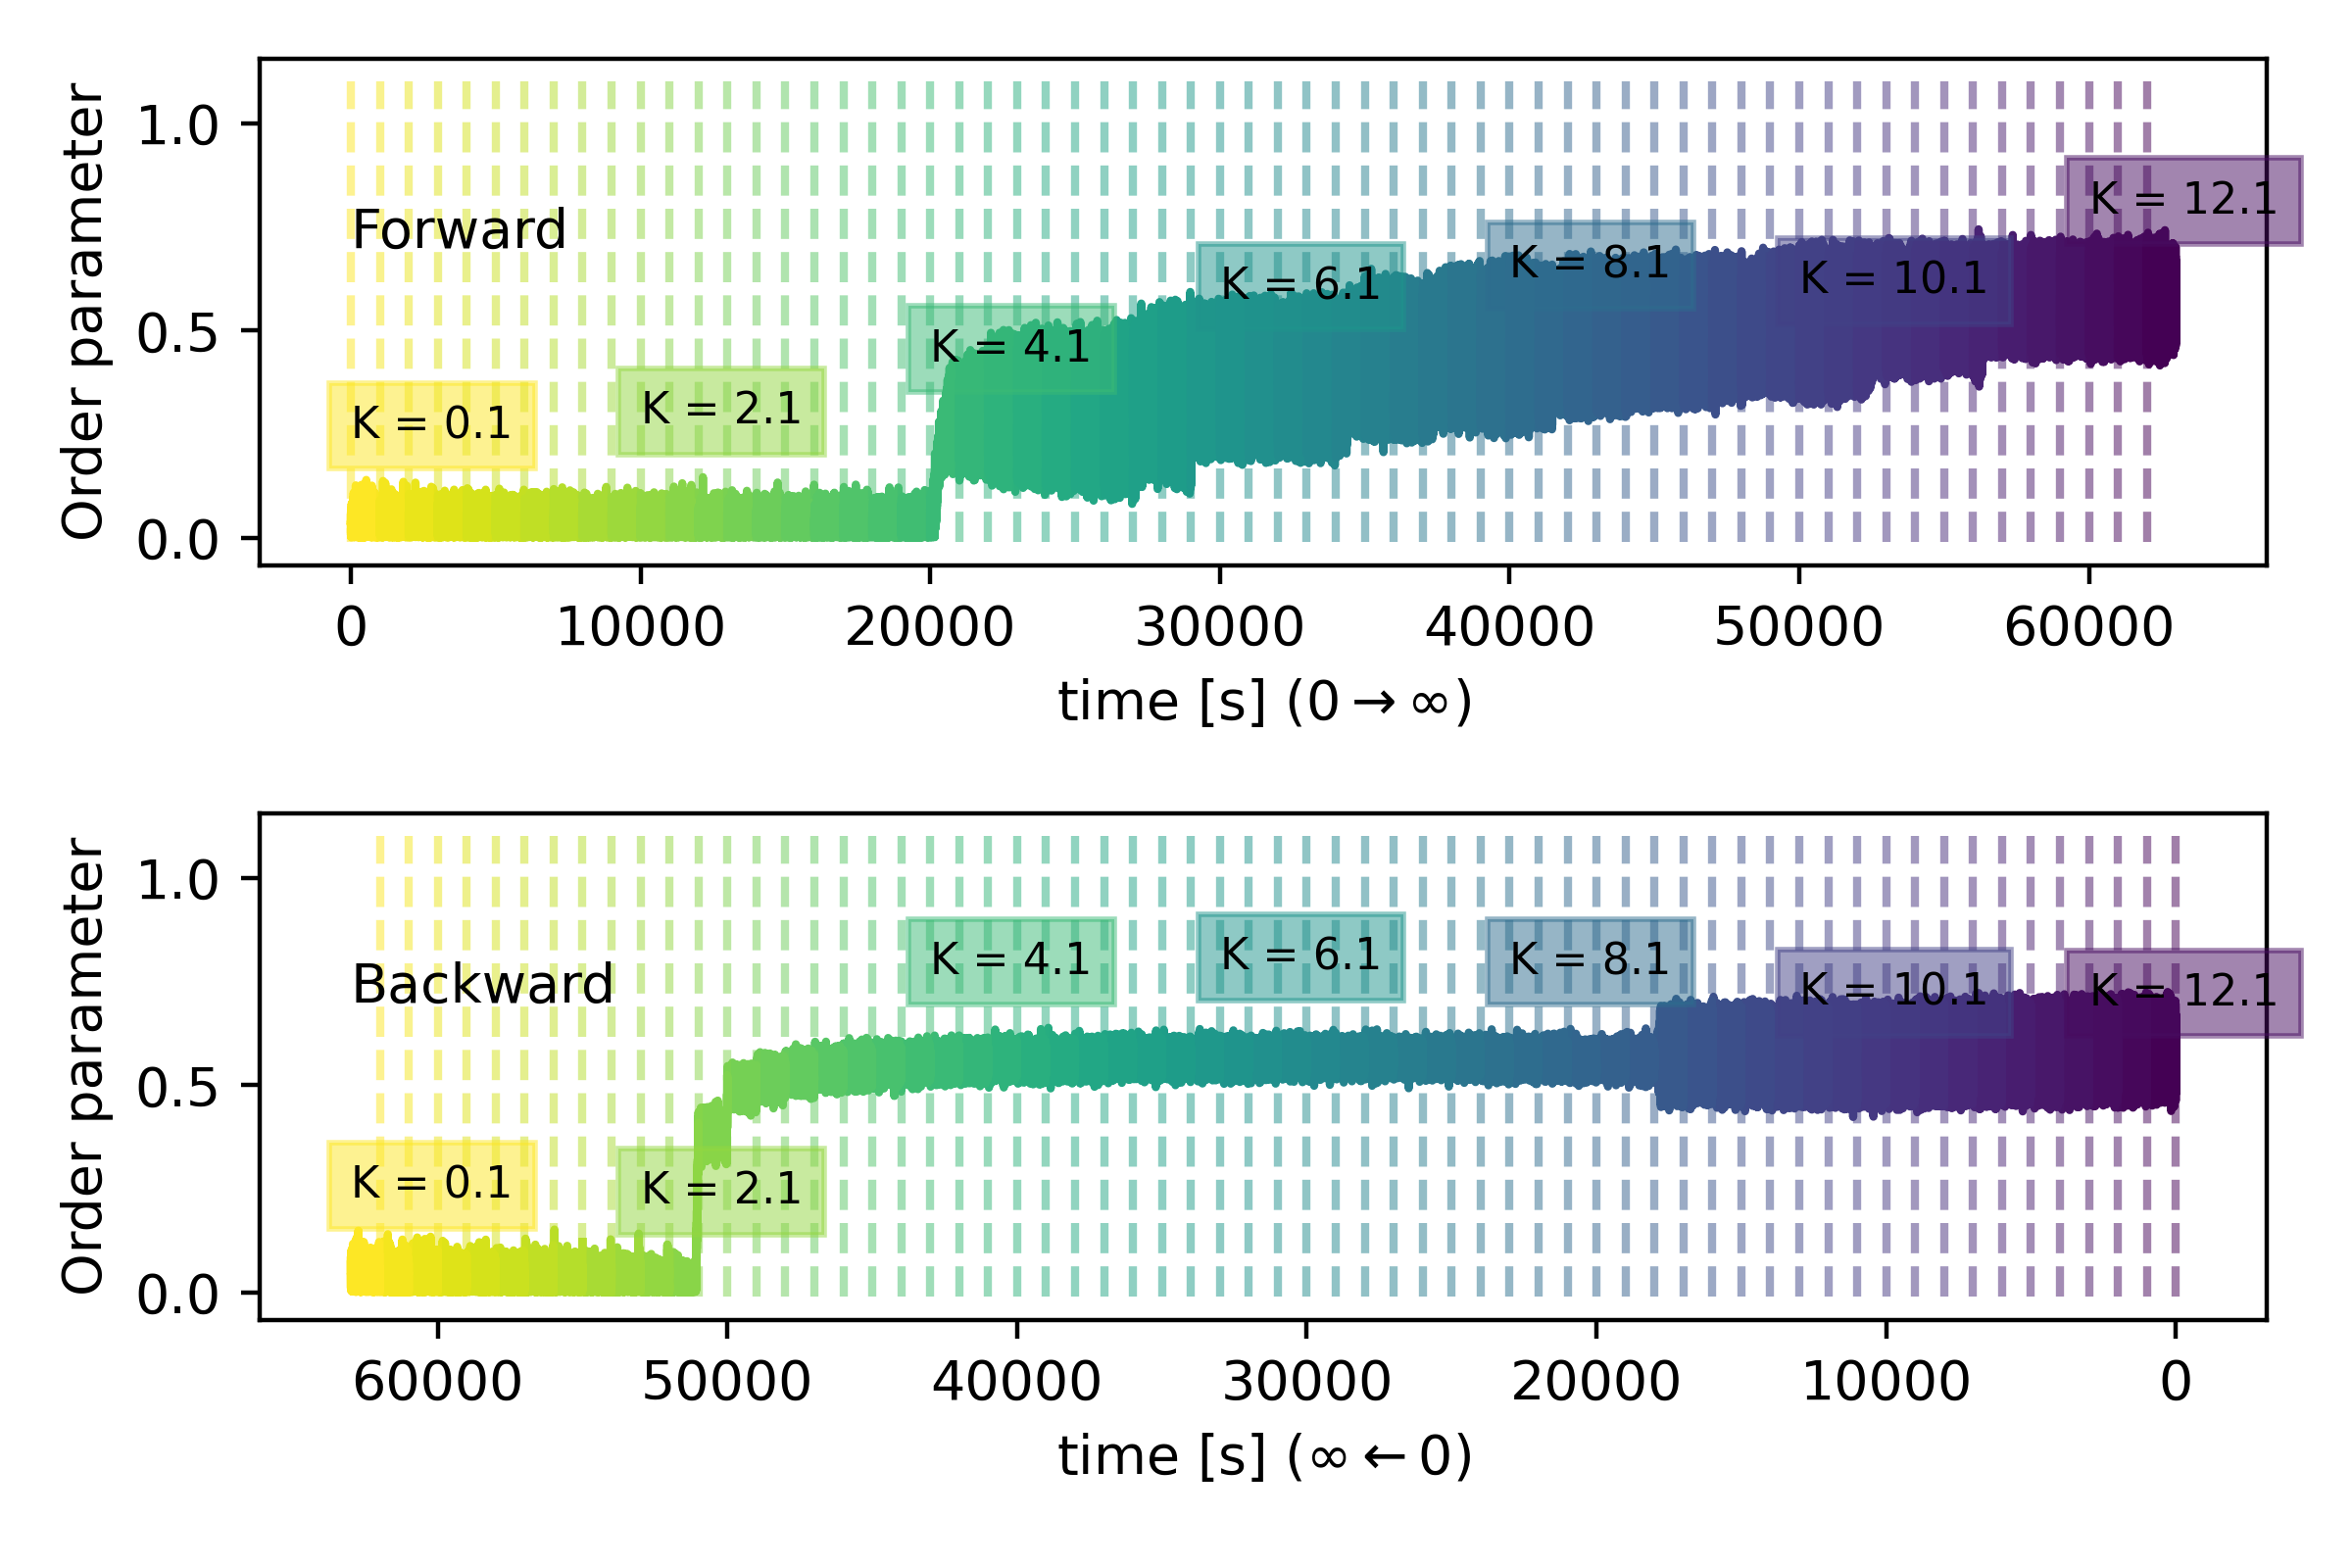 Order parameter
1.0
0.5
0.0
Forward
K = 0.1
K = 2.1
K = 4.1
K = 6.1
K = 8.1
K = 10.1
K = 12.1
0 10000 20000 30000 40000 50000 60000
time [s] (0 → ∞)
Order parameter
1.0
0.5
0.0
Backward
K = 0.1
K = 2.1
K = 4.1
K = 6.1
K = 8.1
K = 10.1
K = 12.1
60000 50000 40000 30000 20000 10000 0
time [s] (∞ ← 0)